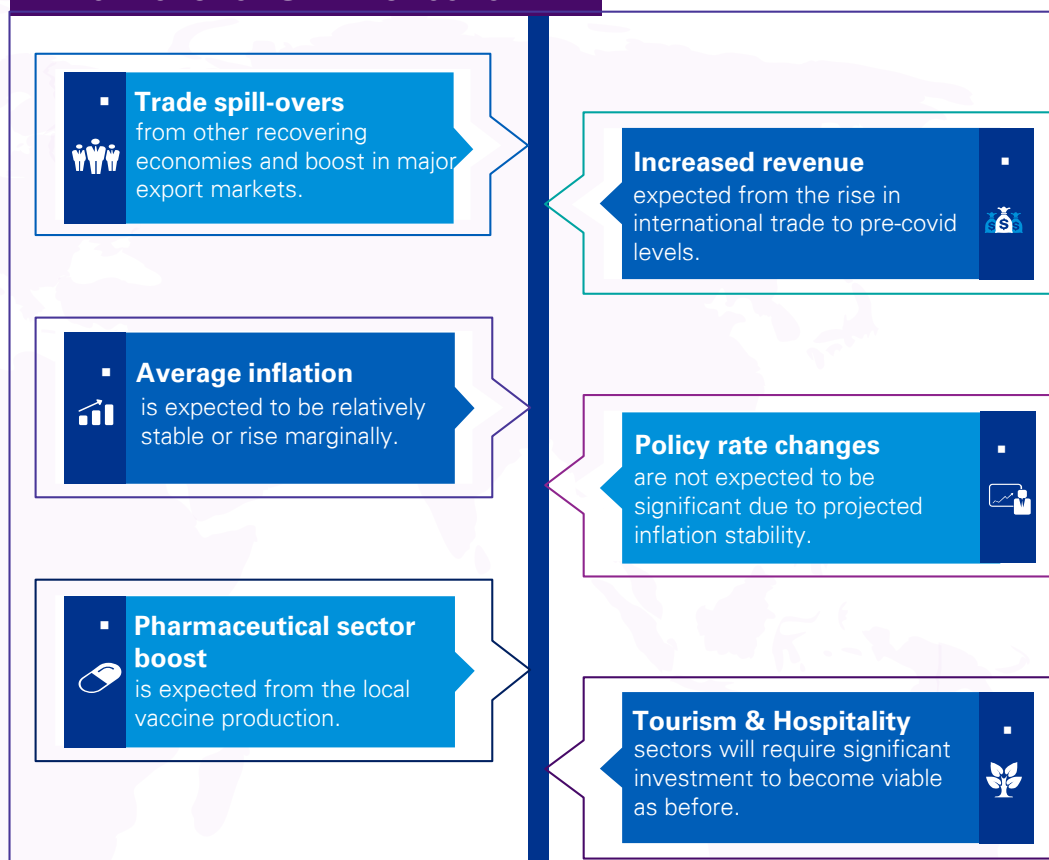 Trade spill-overs
from other recovering
economies and boost in major
export markets.
Increased revenue
expected from the rise in
international trade to pre-covid
levels.
Average inflation
is expected to be relatively
stable or rise marginally.
Policy rate changes
are not expected to be
significant due to projected
inflation stability.
Pharmaceutical sector
boost
is expected from the local
vaccine production.
Tourism & Hospitality
sectors will require significant
investment to become viable
as before.